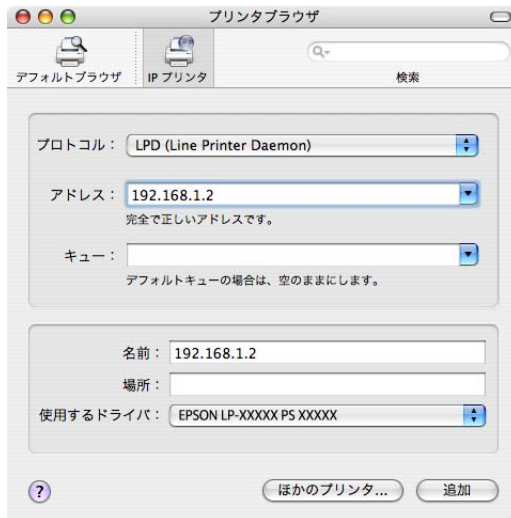 プリンタブラウザ
デフォルトブラウザ IP プリンタ 検索
プロトコル： LPD (Line Printer Daemon)
アドレス： 192.168.1.2
完全で正しいアドレスです。
キュー：
デフォルトキューの場合は、空のままにします。
名前： 192.168.1.2
場所：
使用するドライバ： EPSON LP-XXXXX PS XXXXX
? ほかのプリンタ... 追加